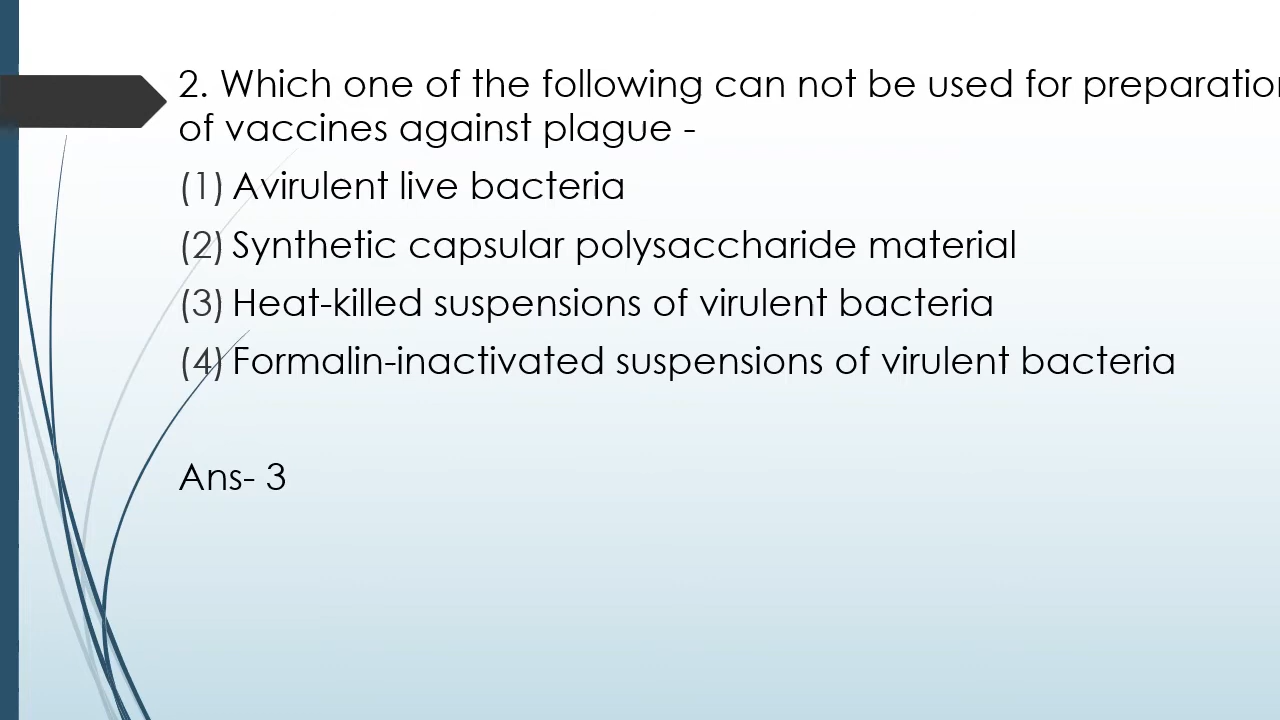 2. Which one of the following can not be used for preparation
of vaccines against plague -
(1) Avirulent live bacteria
(2) Synthetic capsular polysaccharide material
(3) Heat-killed suspensions of virulent bacteria
(4) Formalin-inactivated suspensions of virulent bacteria
Ans- 3